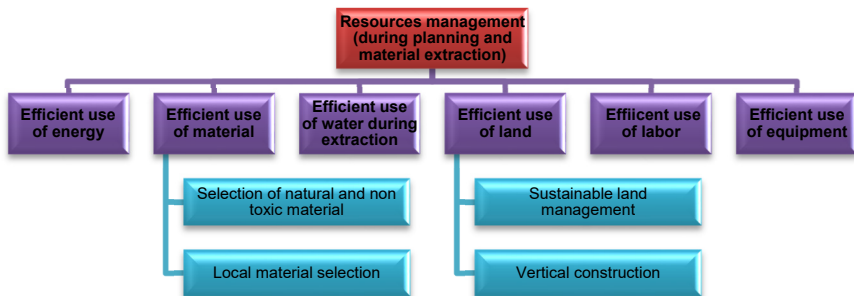 Resources management
(during planning and
material extraction)
Efficient use
of energy
Efficient use
of material
Efficient use
of water during
extraction
Efficient use
of land
Effiicent use
of labor
Efficient use
of equipment
Selection of natural and non
toxic material
Sustainable land
management
Local material selection
Vertical construction